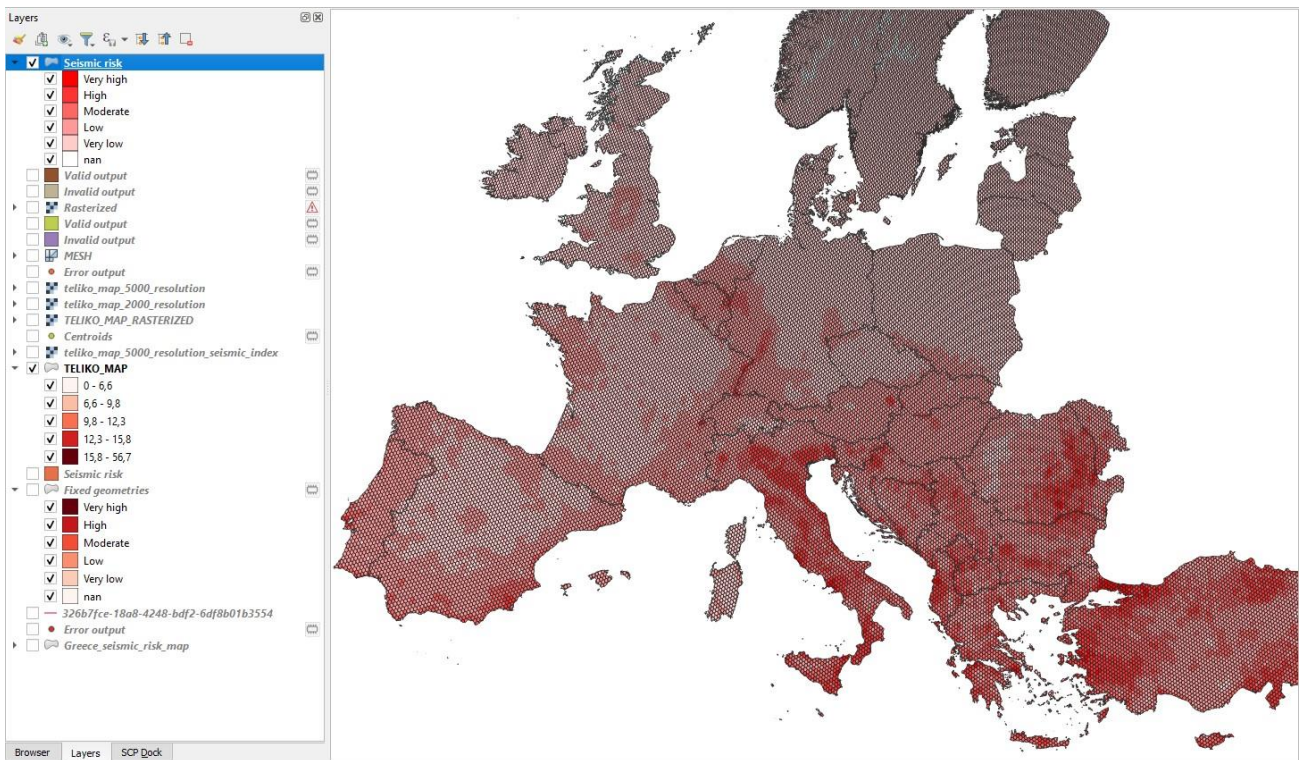 Layers
Seismic risk
Very high
High
Moderate
Low
Very low
nan
Valid output
Invalid output
Rasterized
Valid output
Invalid output
MESH
Error output
teliko_map_5000_resolution
teliko_map_2000_resolution
TELIKO_MAP_RASTERIZED
Centroids
teliko_map_5000_resolution_seismic_index
TELIKO_MAP
0 - 6,6
6,6 - 9,8
9,8 - 12,3
12,3 - 15,8
15,8 - 56,7
Seismic risk
Fixed geometries
Very high
High
Moderate
Low
Very low
nan
326b7fce-18a8-4248-bdf2-6df8b01b3554
Error output
Greece_seismic_risk_map
Browser Layers SCP Dock